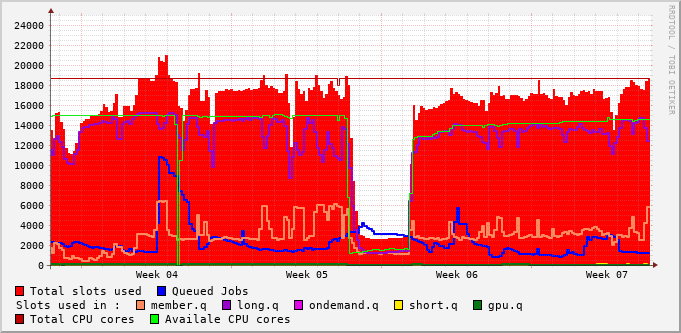 24000
22000
20000
18000
16000
14000
12000
10000
8000
6000
4000
2000
0
Week 04 Week 05 Week 06 Week 07
RRDTOOL / TOBI OETIKER
Total slots used Queued Jobs
Slots used in : member.q long.q ondemand.q short.q gpu.q
Total CPU cores Availale CPU cores